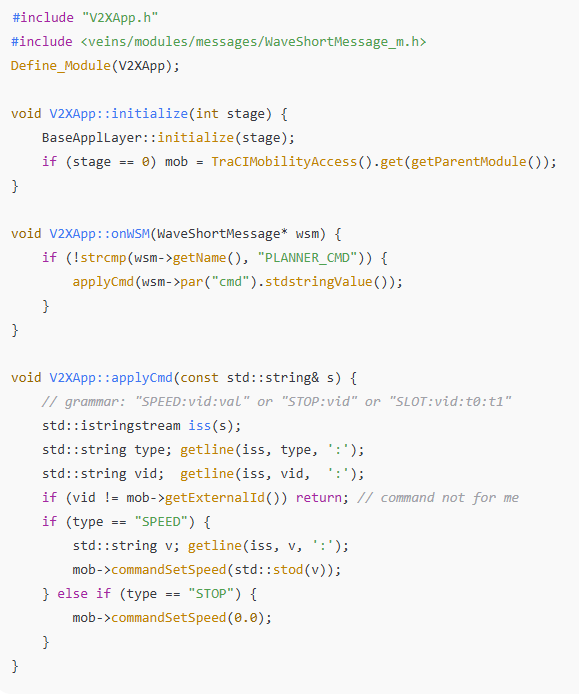 #include "V2XApp.h"
#include <veins/modules/messages/WaveShortMessage_m.h>
Define_Module(V2XApp);

void V2XApp::initialize(int stage) {
    BaseApplLayer::initialize(stage);
    if (stage == 0) mob = TraCIMobilityAccess().get(getParentModule());
}

void V2XApp::onWSM(WaveShortMessage* wsm) {
    if (!strcmp(wsm->getName(), "PLANNER_CMD")) {
        applyCmd(wsm->par("cmd").stdstringValue());
    }
}

void V2XApp::applyCmd(const std::string& s) {
    // grammar: "SPEED:vid:val" or "STOP:vid" or "SLOT:vid:t0:t1"
    std::istringstream iss(s);
    std::string type; getline(iss, type, ':');
    std::string vid;  getline(iss, vid,  ':');
    if (vid != mob->getExternalId()) return; // command not for me
    if (type == "SPEED") {
        std::string v; getline(iss, v, ':');
        mob->commandSetSpeed(std::stod(v));
    } else if (type == "STOP") {
        mob->commandSetSpeed(0.0);
    }
}